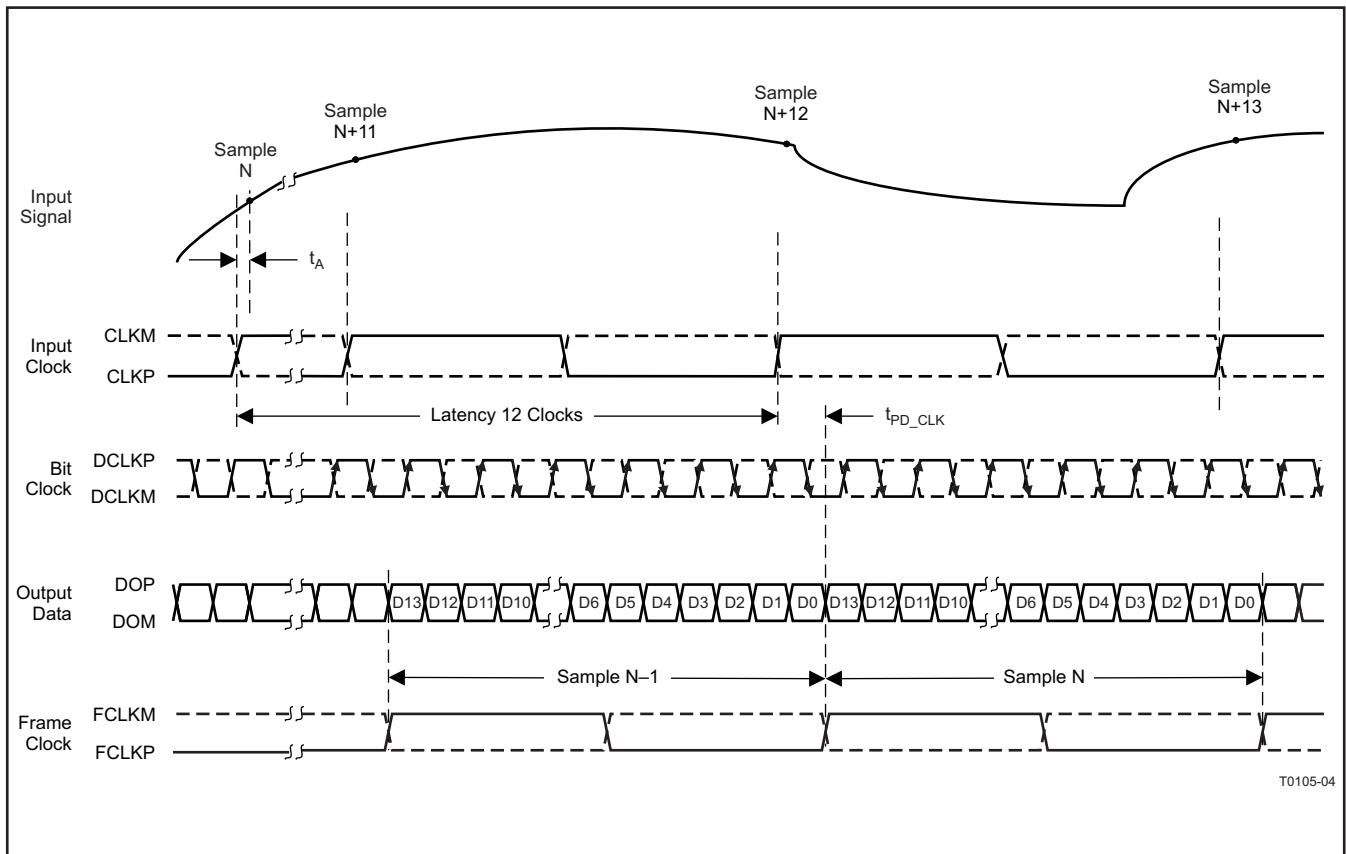 Sample
N
Sample
N+11
Sample
N+12
Sample
N+13
Input
Signal
tA
Input
Clock
CLKM
CLKP
Latency 12 Clocks
tPD_CLK
Bit
Clock
DCLKP
DCLKM
Output
Data
DOP
DOM
D13 D12 D11 D10 D6 D5 D4 D3 D2 D1 D0 D13 D12 D11 D10 D6 D5 D4 D3 D2 D1 D0
Sample N–1
Sample N
Frame
Clock
FCLKM
FCLKP
T0105-04